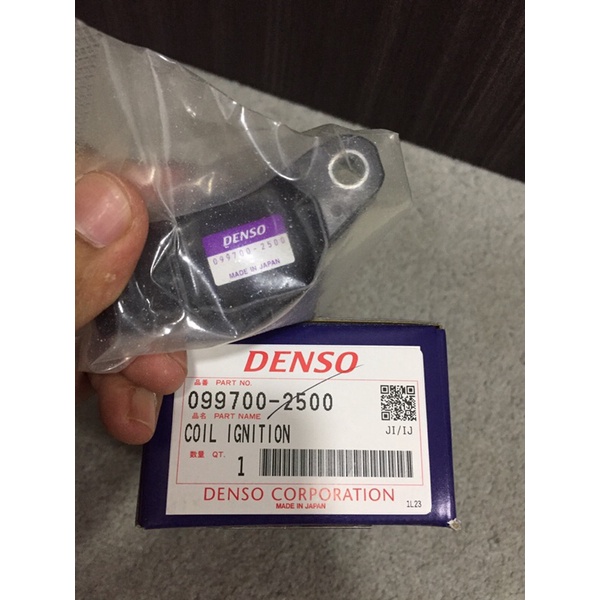 DENSO
099700-2500
MADE IN JAPAN
DENSO
品番 PART NO.
099700-2500
品名 PART NAME
COIL IGNITION
JI/IJ
数量 QT.
1
DENSO CORPORATION
MADE IN JAPAN
1L23